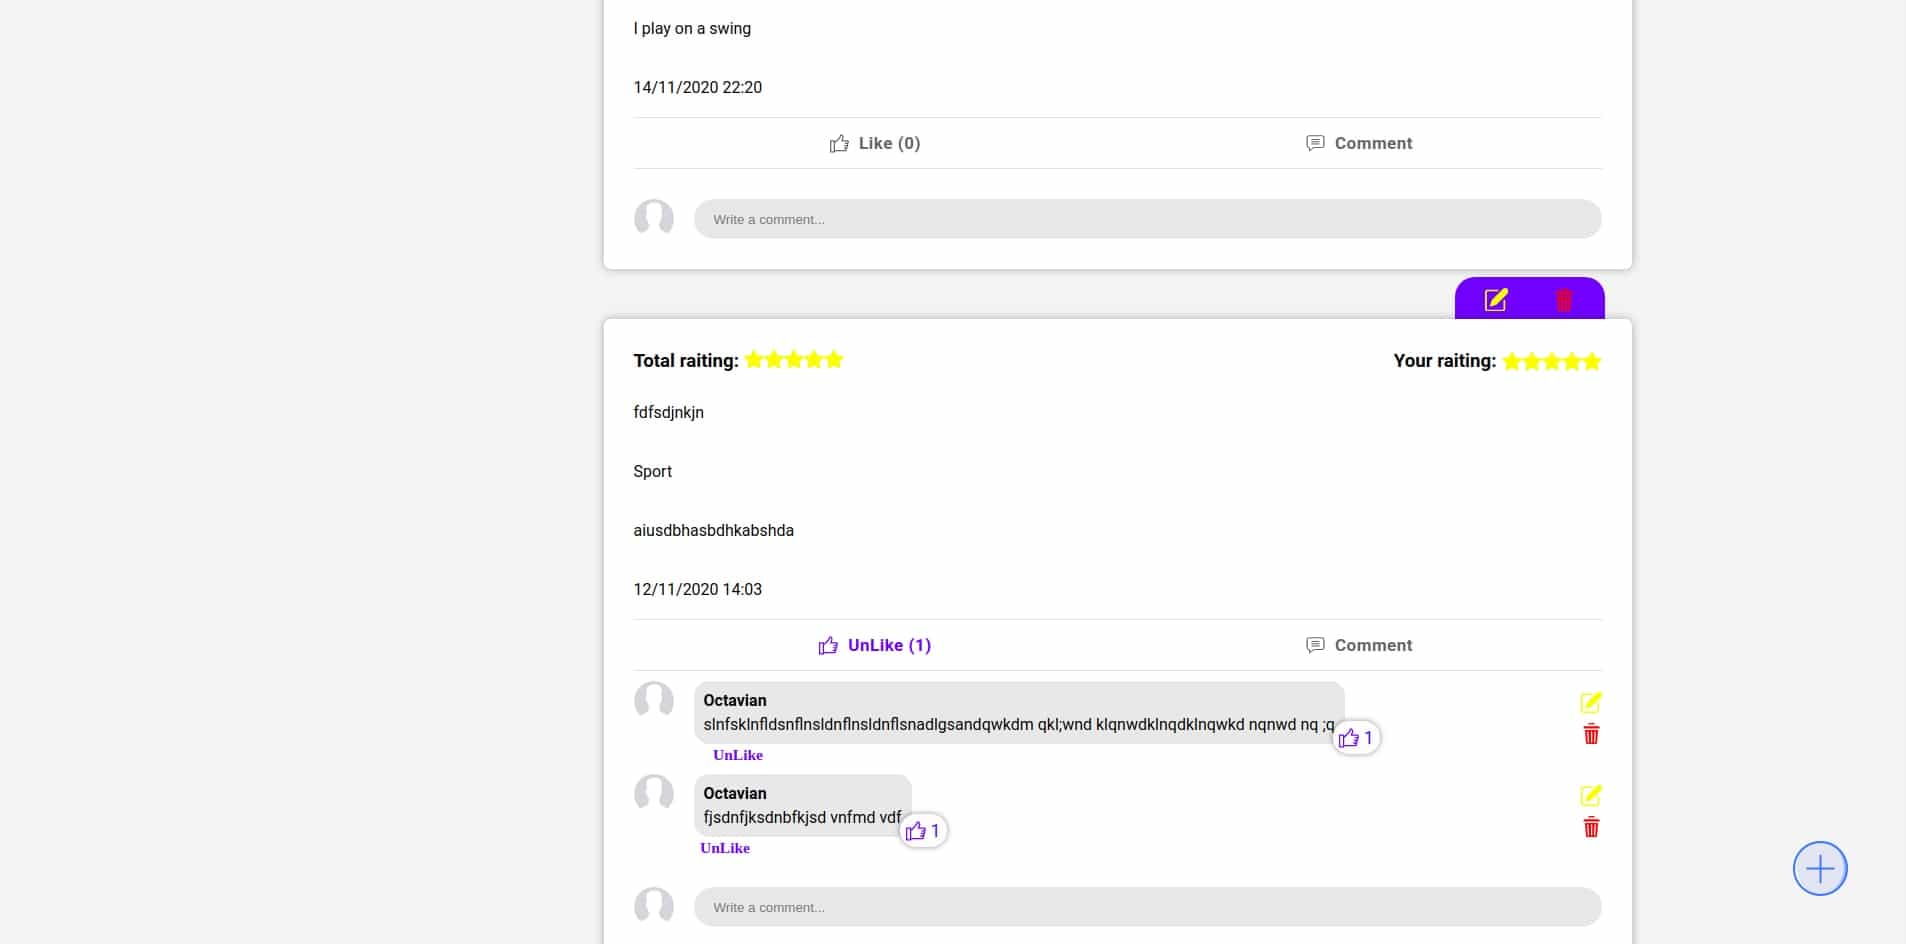 I play on a swing
14/11/2020 22:20
Like (0) Comment
Write a comment...
Total raiting: Your raiting:
fdfsdjnkjn
Sport
aiusdbhasbdhkabshda
12/11/2020 14:03
UnLike (1) Comment
Octavian
slnfsklnfldsnflnsldnflnsldnflsnadlgsandqwkdm qkl;wnd klqnwdklnqdklnqwkd nqnwd nq ;q
1
UnLike
Octavian
fjsdnfjksdnbfkjsd vnfmd vdf
1
UnLike
Write a comment...